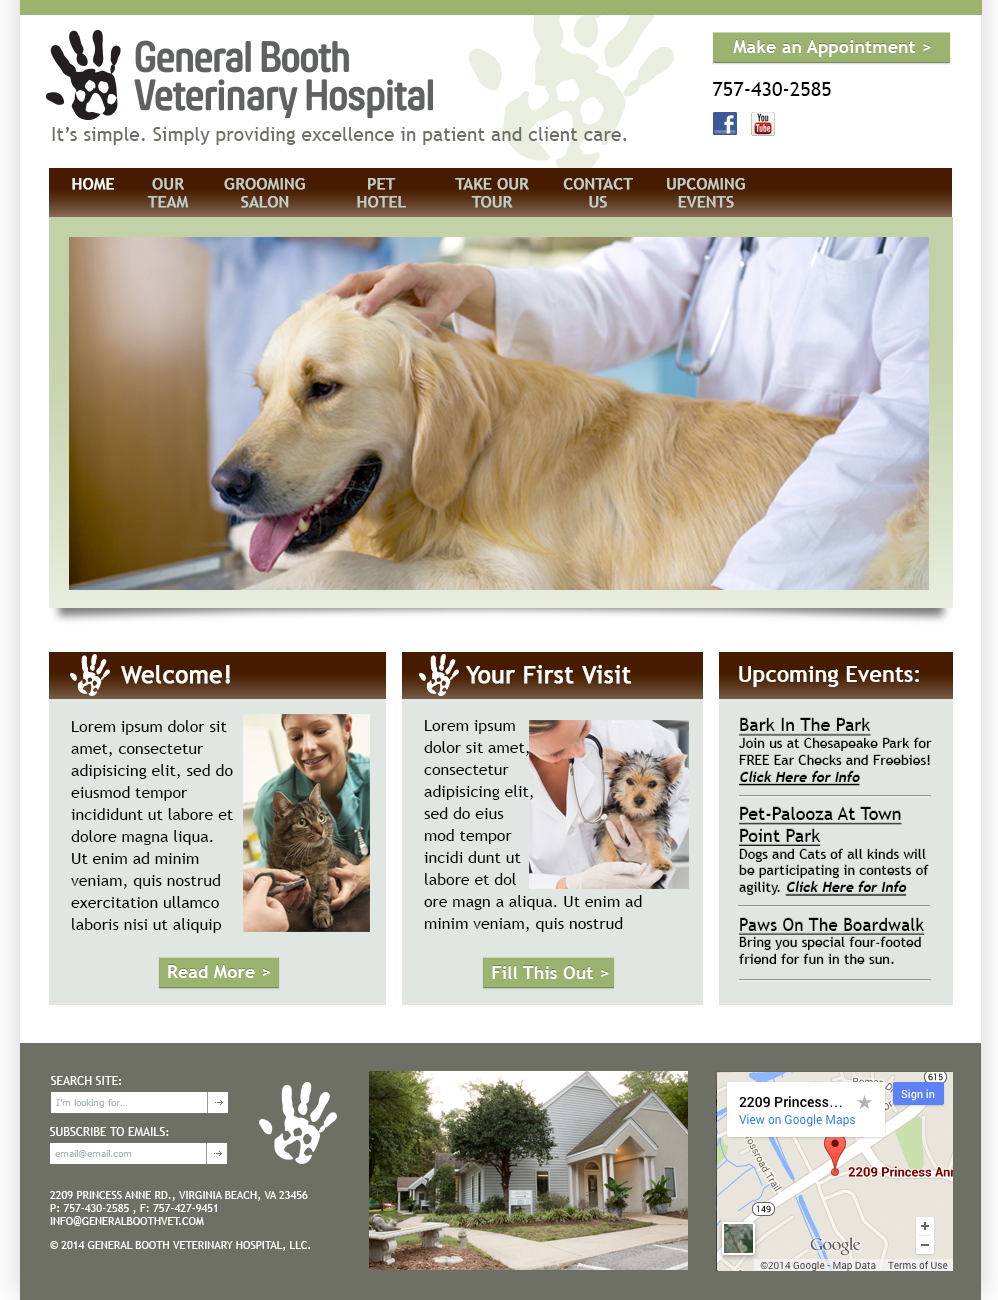 General Booth
Veterinary Hospital
It's simple. Simply providing excellence in patient and client care.
Make an Appointment >
757-430-2585
f
You
Tube
HOME
OUR
TEAM
GROOMING
SALON
PET
HOTEL
TAKE OUR
TOUR
CONTACT
US
UPCOMING
EVENTS
Welcome!
Lorem ipsum dolor sit
amet, consectetur
adipisicing elit, sed do
eiusmod tempor
incididunt ut labore et
dolore magna liqua.
Ut enim ad minim
veniam, quis nostrud
exercitation ullamco
laboris nisi ut aliquip
Read More >
Your First Visit
Lorem ipsum
dolor sit amet,
consectetur
adipisicing elit,
sed do eius
mod tempor
incidi dunt ut
labore et dol
ore magn a aliqua. Ut enim ad
minim veniam, quis nostrud
Fill This Out >
Upcoming Events:
Bark In The Park
Join us at Chesapeake Park for
FREE Ear Checks and Freebies!
Click Here for Info
Pet-Palooza At Town
Point Park
Dogs and Cats of all kinds will
be participating in contests of
agility. Click Here for Info
Paws On The Boardwalk
Bring you special four-footed
friend for fun in the sun.
SEARCH SITE:
I'm looking for...
SUBSCRIBE TO EMAILS:
email@email.com
2209 PRINCESS ANNE RD., VIRGINIA BEACH, VA 23456
P: 757-430-2585 , F: 757-427-9451
INFO@GENERALBOOTHVET.COM
© 2014 GENERAL BOOTH VETERINARY HOSPITAL, LLC.
615
Sign in
2209 Princess...
View on Google Maps
2209 Princess Ann
ossroad Trail
149
+
−
Google
©2014 Google - Map Data
Terms of Use